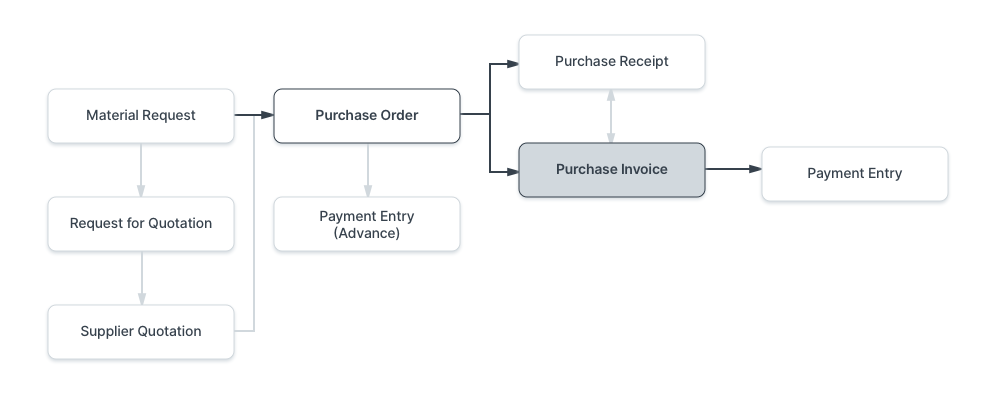 Purchase Receipt
Material Request
Purchase Order
Purchase Invoice
Payment Entry
Request for Quotation
Payment Entry
(Advance)
Supplier Quotation